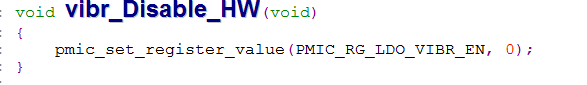 : void vibr_Disable_HW(void)
: {
:     pmic_set_register_value(PMIC_RG_LDO_VIBR_EN, 0);
: }